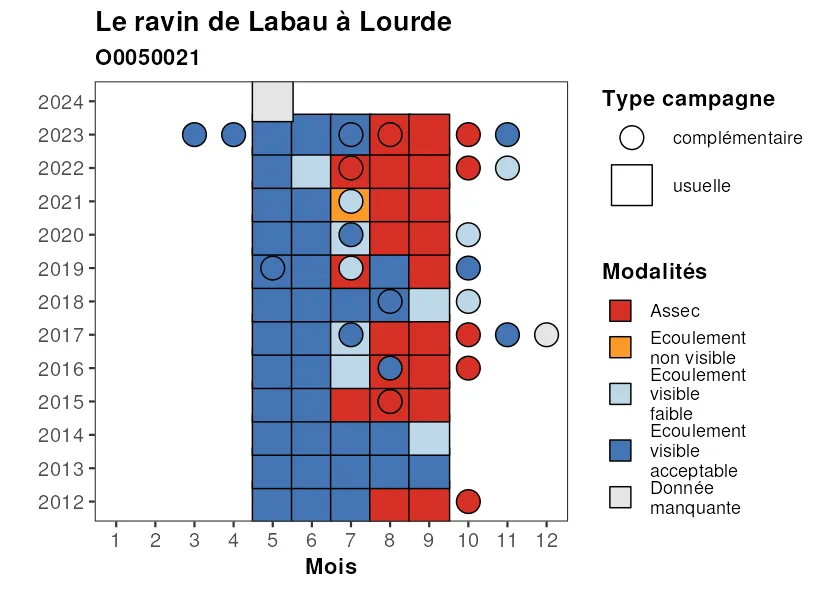 Le ravin de Labau à Lourde
O0050021
2024
2023
2022
2021
2020
2019
2018
2017
2016
2015
2014
2013
2012
1 2 3 4 5 6 7 8 9 10 11 12
Mois
Type campagne
complémentaire
usuelle
Modalités
Assec
Ecoulement
non visible
Ecoulement
visible
faible
Ecoulement
visible
acceptable
Donnée
manquante